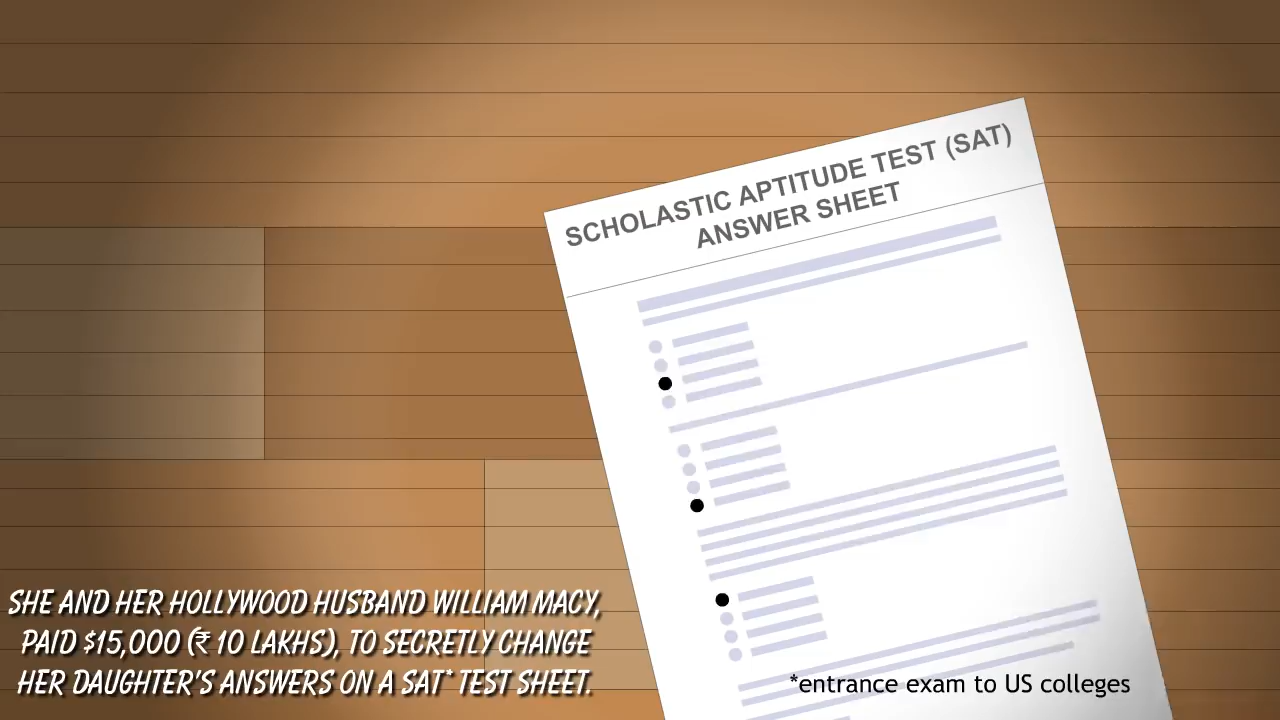 SCHOLASTIC APTITUDE TEST (SAT)
ANSWER SHEET
SHE AND HER HOLLYWOOD HUSBAND WILLIAM MACY,
PAID $15,000 (₹ 10 LAKHS), TO SECRETLY CHANGE
HER DAUGHTER'S ANSWERS ON A SAT* TEST SHEET.
*entrance exam to US colleges